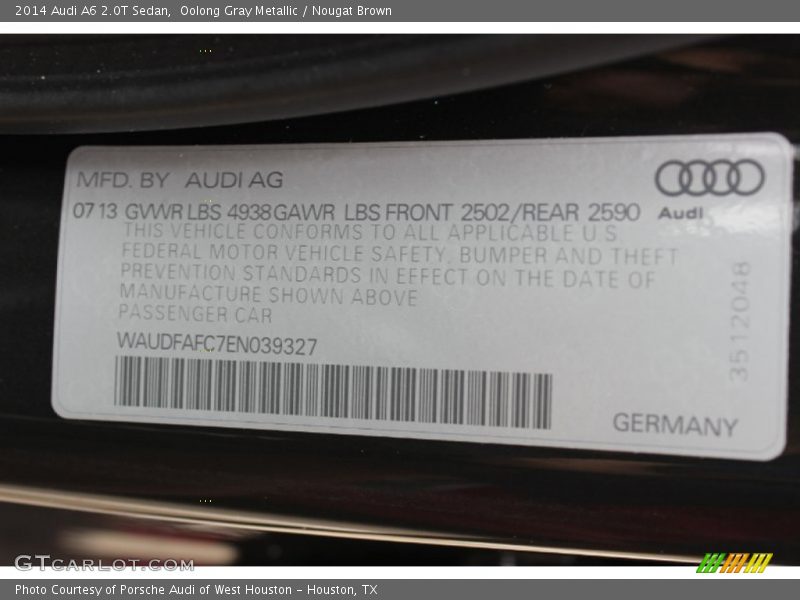 2014 Audi A6 2.0T Sedan, Oolong Gray Metallic / Nougat Brown
MFD. BY AUDI AG
Audi
07 13 GVWR LBS 4938 GAWR LBS FRONT 2502/REAR 2590
THIS VEHICLE CONFORMS TO ALL APPLICABLE U S
FEDERAL MOTOR VEHICLE SAFETY, BUMPER AND THEFT
PREVENTION STANDARDS IN EFFECT ON THE DATE OF
MANUFACTURE SHOWN ABOVE
PASSENGER CAR
3512048
WAUDFAFC7EN039327
GERMANY
GTCARLOT.COM
Photo Courtesy of Porsche Audi of West Houston - Houston, TX